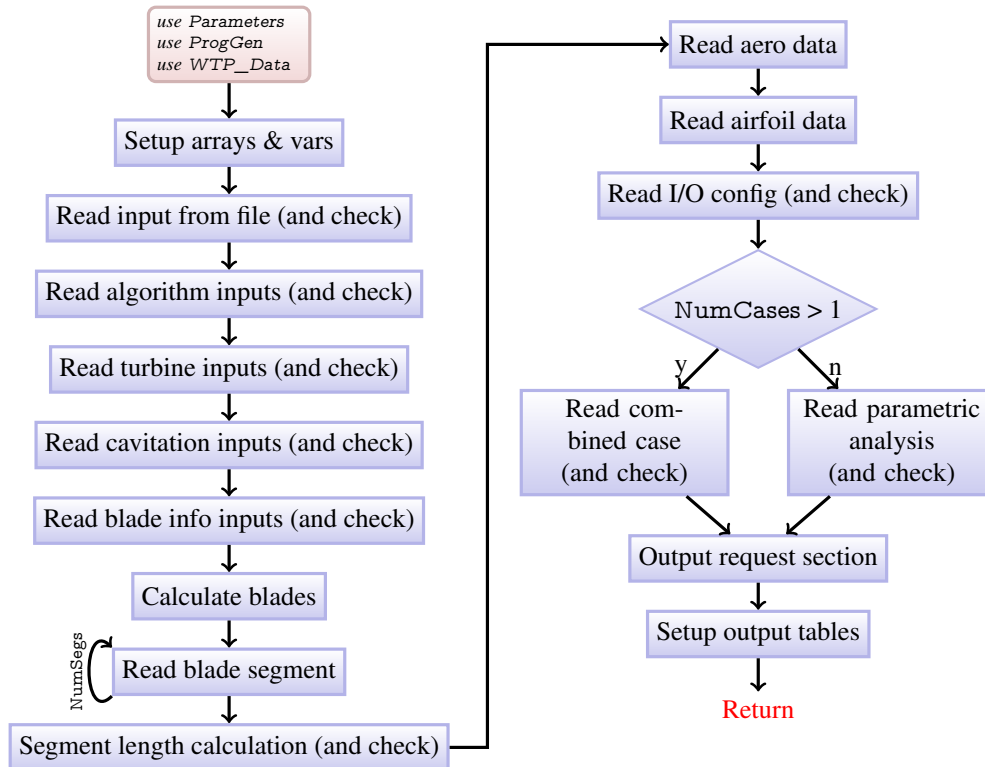 use Parameters
use ProgGen
use WTP_Data
Setup arrays & vars
Read input from file (and check)
Read algorithm inputs (and check)
Read turbine inputs (and check)
Read cavitation inputs (and check)
Read blade info inputs (and check)
Calculate blades
NumSegs
Read blade segment
Segment length calculation (and check)
Read aero data
Read airfoil data
Read I/O config (and check)
NumCases > 1
y
n
Read com-
bined case
(and check)
Read parametric
analysis
(and check)
Output request section
Setup output tables
Return